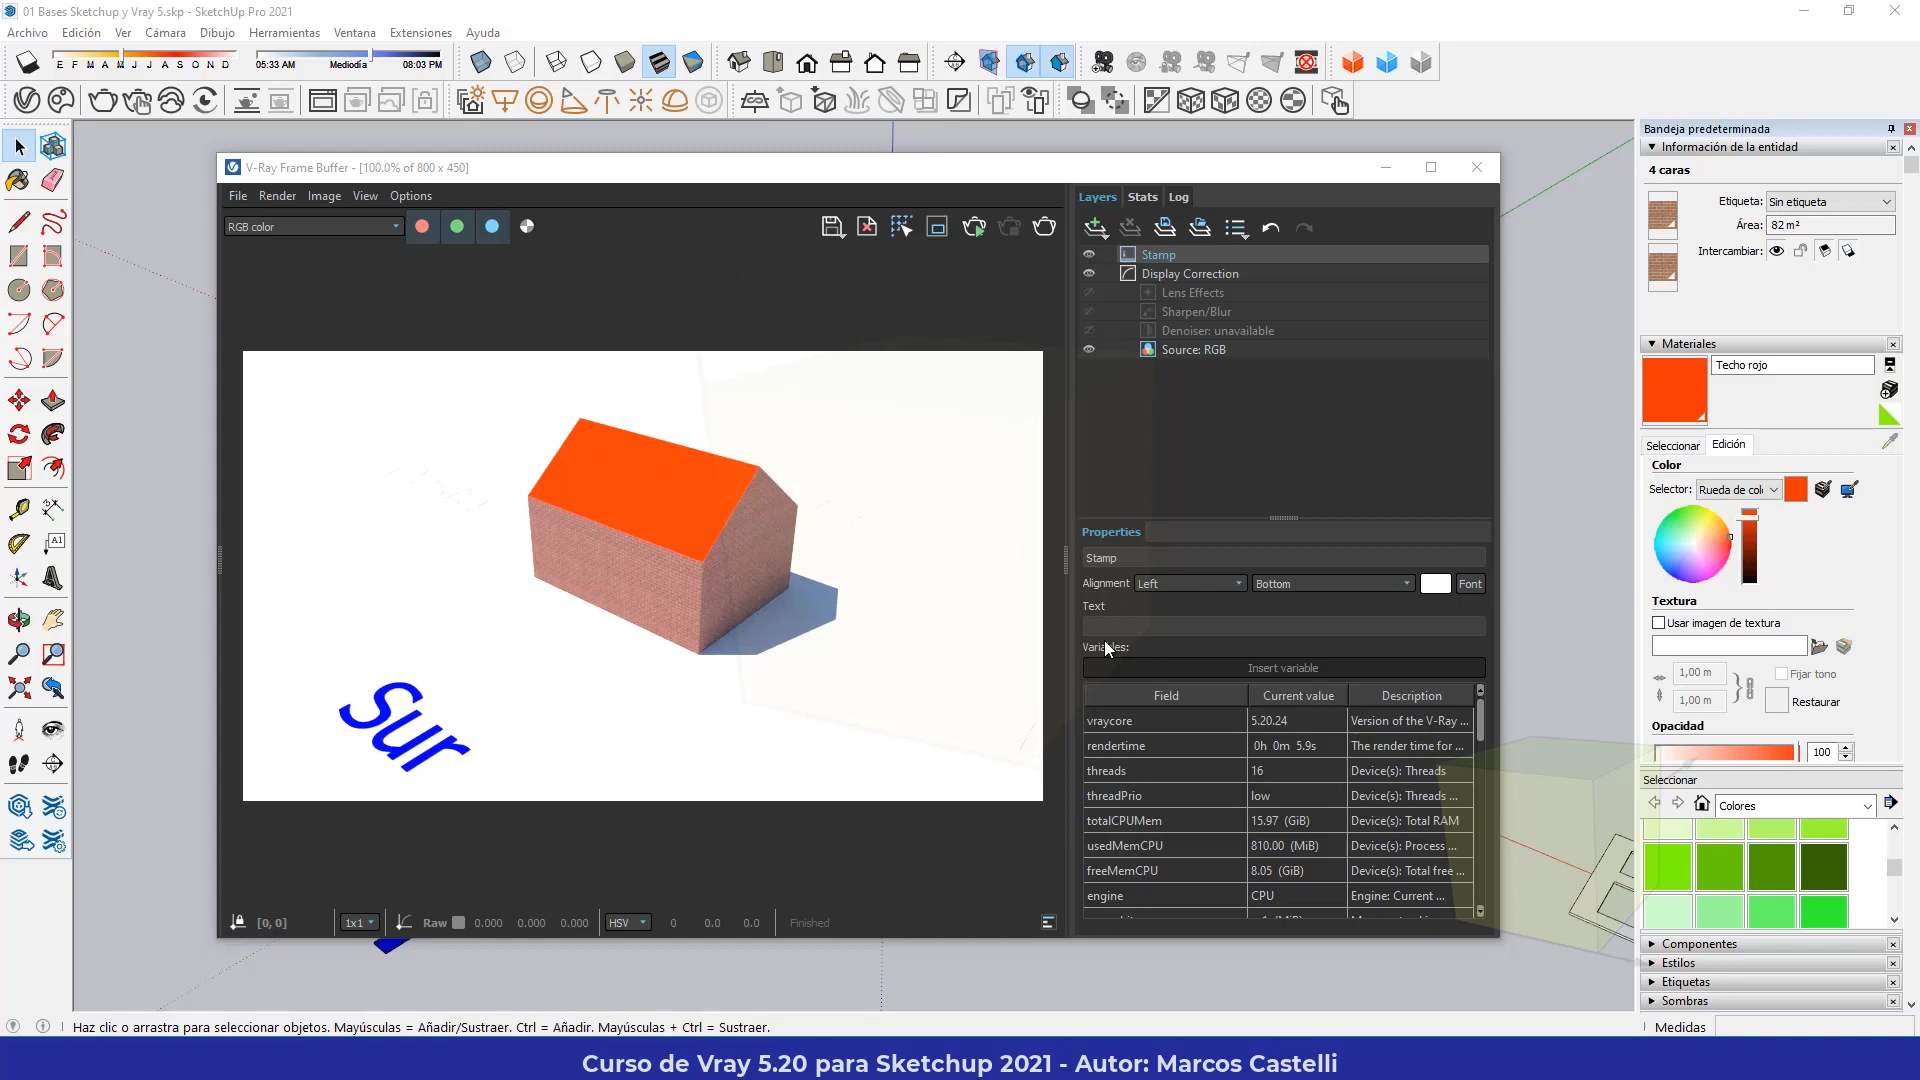 01 Bases Sketchup y Vray 5.skp - SketchUp Pro 2021
Archivo Edición Ver Cámara Dibujo Herramientas Ventana Extensiones Ayuda
E F M A M J J A S O N D 05:33 AM Mediodía 08:03 PM
Bandeja predeterminada
Información de la entidad
4 caras
Etiqueta: Sin etiqueta
Área: 82 m²
Intercambiar:
V-Ray Frame Buffer - [100.0% of 800 x 450]
File Render Image View Options
RGB color
Layers Stats Log
Stamp
Display Correction
Lens Effects
Sharpen/Blur
Denoiser: unavailable
Source: RGB
Properties
Stamp
Alignment Left Bottom Font
Text
Variables:
Insert variable
Field Current value Description
vraycore 5.20.24 Version of the V-Ray ...
rendertime 0h 0m 5.9s The render time for ...
threads 16 Device(s): Threads
threadPrio low Device(s): Threads ...
totalCPUMem 15.97 (GiB) Device(s): Total RAM
usedMemCPU 810.00 (MiB) Device(s): Process ...
freeMemCPU 8.05 (GiB) Device(s): Total free ...
engine CPU Engine: Current ...
Sur
[0, 0] 1x1 Raw 0.000 0.000 0.000 HSV 0 0.0 0.0 Finished
Materiales
Techo rojo
Seleccionar Edición
Color
Selector: Rueda de col
Textura
Usar imagen de textura
1,00 m Fijar tono
1,00 m Restaurar
Opacidad
100
Seleccionar
Colores
Componentes
Estilos
Etiquetas
Sombras
Haz clic o arrastra para seleccionar objetos. Mayúsculas = Añadir/Sustraer. Ctrl = Añadir. Mayúsculas + Ctrl = Sustraer.
Medidas
Curso de Vray 5.20 para Sketchup 2021 - Autor: Marcos Castelli